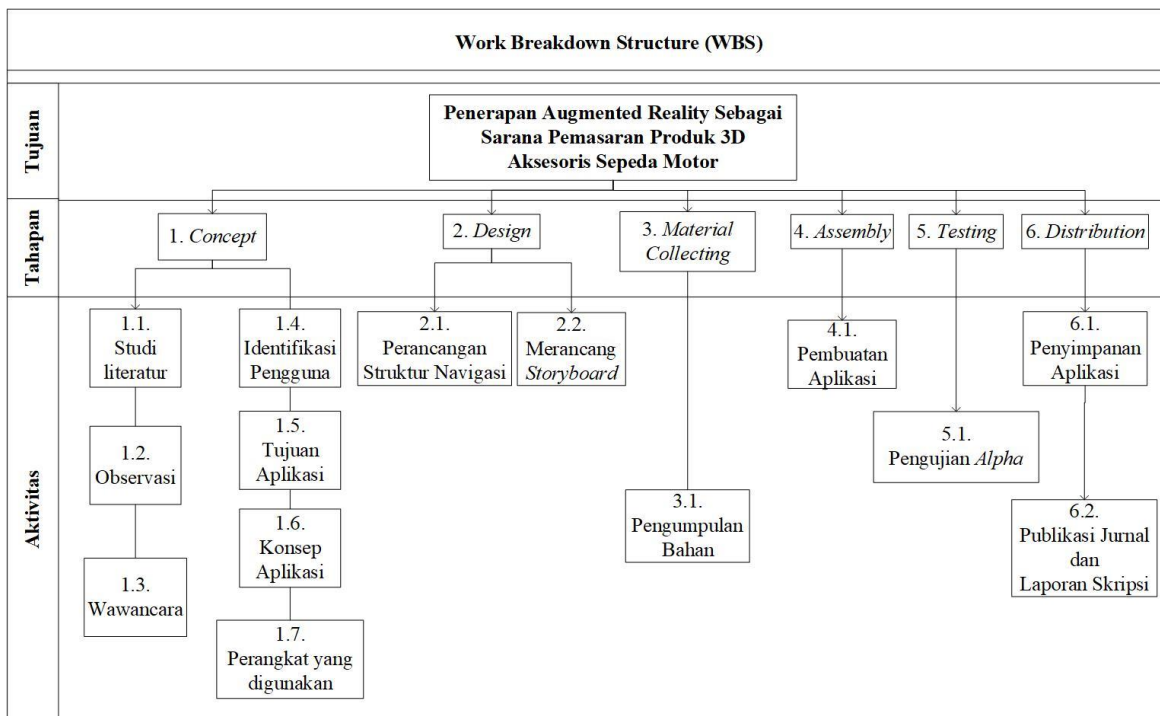 Work Breakdown Structure (WBS)
Tujuan
Penerapan Augmented Reality Sebagai
Sarana Pemasaran Produk 3D
Aksesoris Sepeda Motor
Tahapan
1. Concept
2. Design
3. Material
Collecting
4. Assembly
5. Testing
6. Distribution
Aktivitas
1.1.
Studi
literatur
1.2.
Observasi
1.3.
Wawancara
1.4.
Identifikasi
Pengguna
1.5.
Tujuan
Aplikasi
1.6.
Konsep
Aplikasi
1.7.
Perangkat yang
digunakan
2.1.
Perancangan
Struktur Navigasi
2.2.
Merancang
Storyboard
3.1.
Pengumpulan
Bahan
4.1.
Pembuatan
Aplikasi
5.1.
Pengujian Alpha
6.1.
Penyimpanan
Aplikasi
6.2.
Publikasi Jurnal
dan
Laporan Skripsi